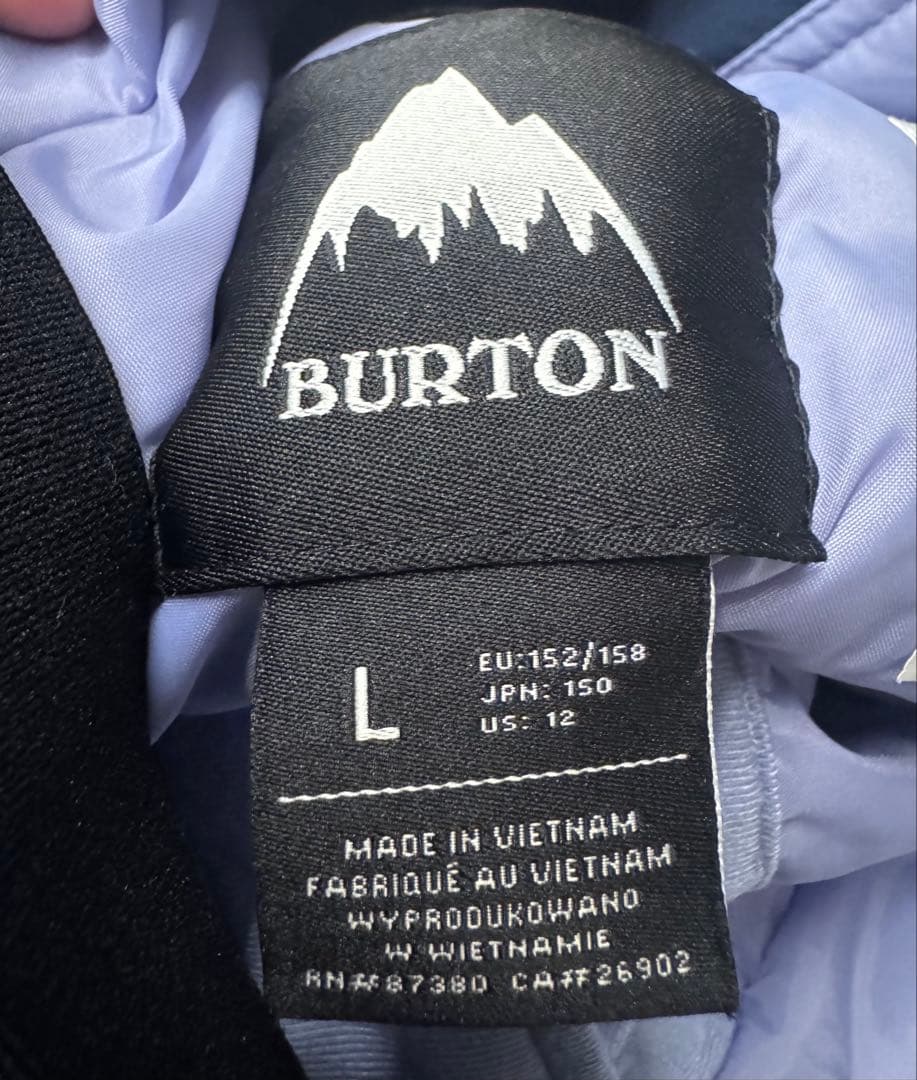 BURTON
L
EU:152/158
JPN: 150
US: 12
MADE IN VIETNAM
FABRIQUÉ AU VIETNAM
WYPRODUKOWANO
W WIETNAMIE
RN#87380 CA#26902